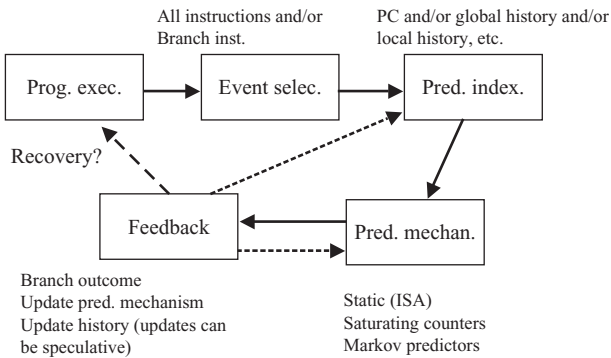 All instructions and/or
Branch inst.
PC and/or global history and/or
local history, etc.
Prog. exec.
Event selec.
Pred. index.
Recovery?
Feedback
Pred. mechan.
Branch outcome
Update pred. mechanism
Update history (updates can
be speculative)
Static (ISA)
Saturating counters
Markov predictors